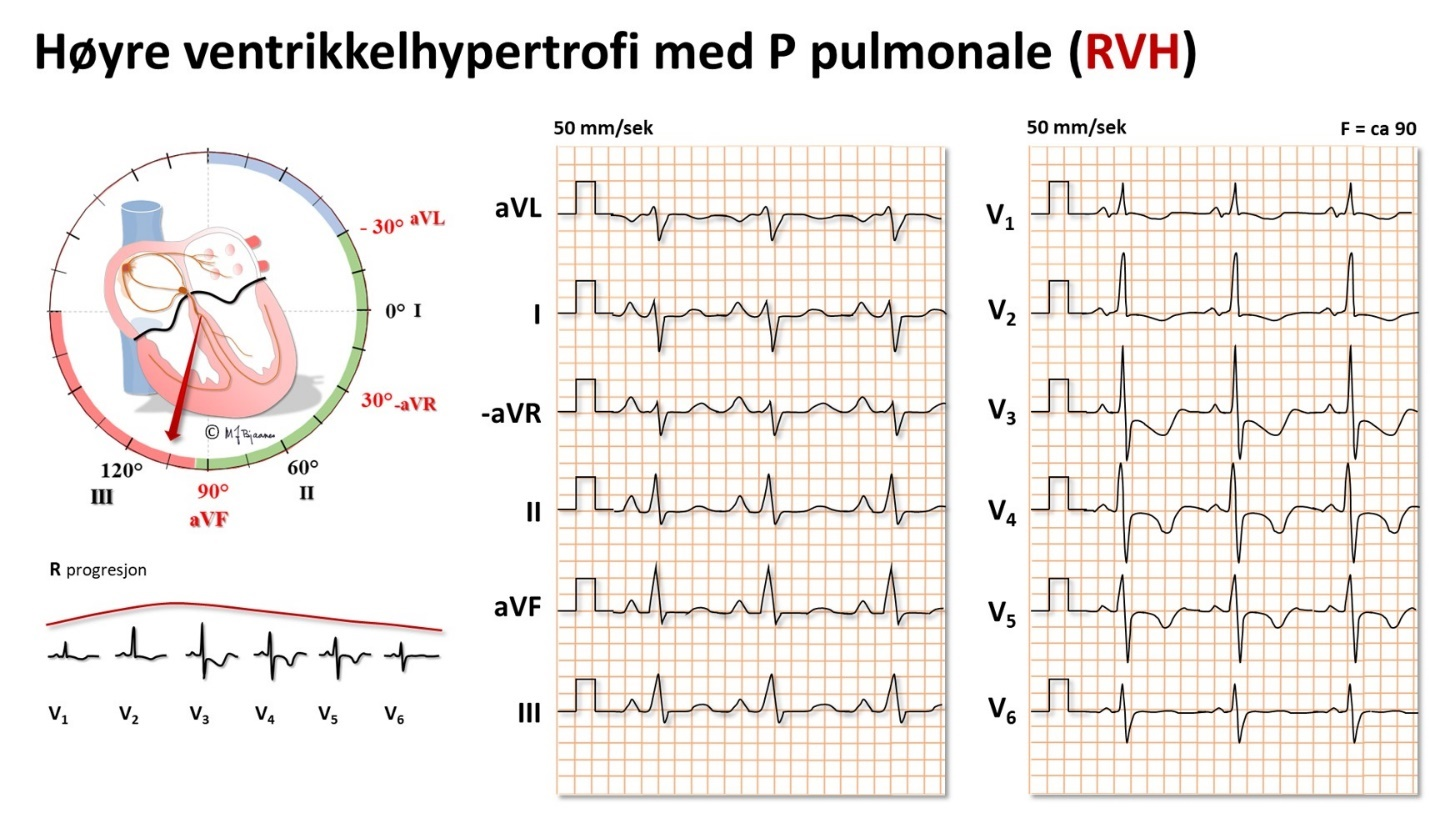 Høyre ventrikkelhypertrofi med P pulmonale (RVH)
- 30° aVL
0° I
30° -aVR
60°
II
90°
aVF
120°
III
©
R progresjon
V1 V2 V3 V4 V5 V6
50 mm/sek
aVL
I
-aVR
II
aVF
III
50 mm/sek F = ca 90
V1
V2
V3
V4
V5
V6